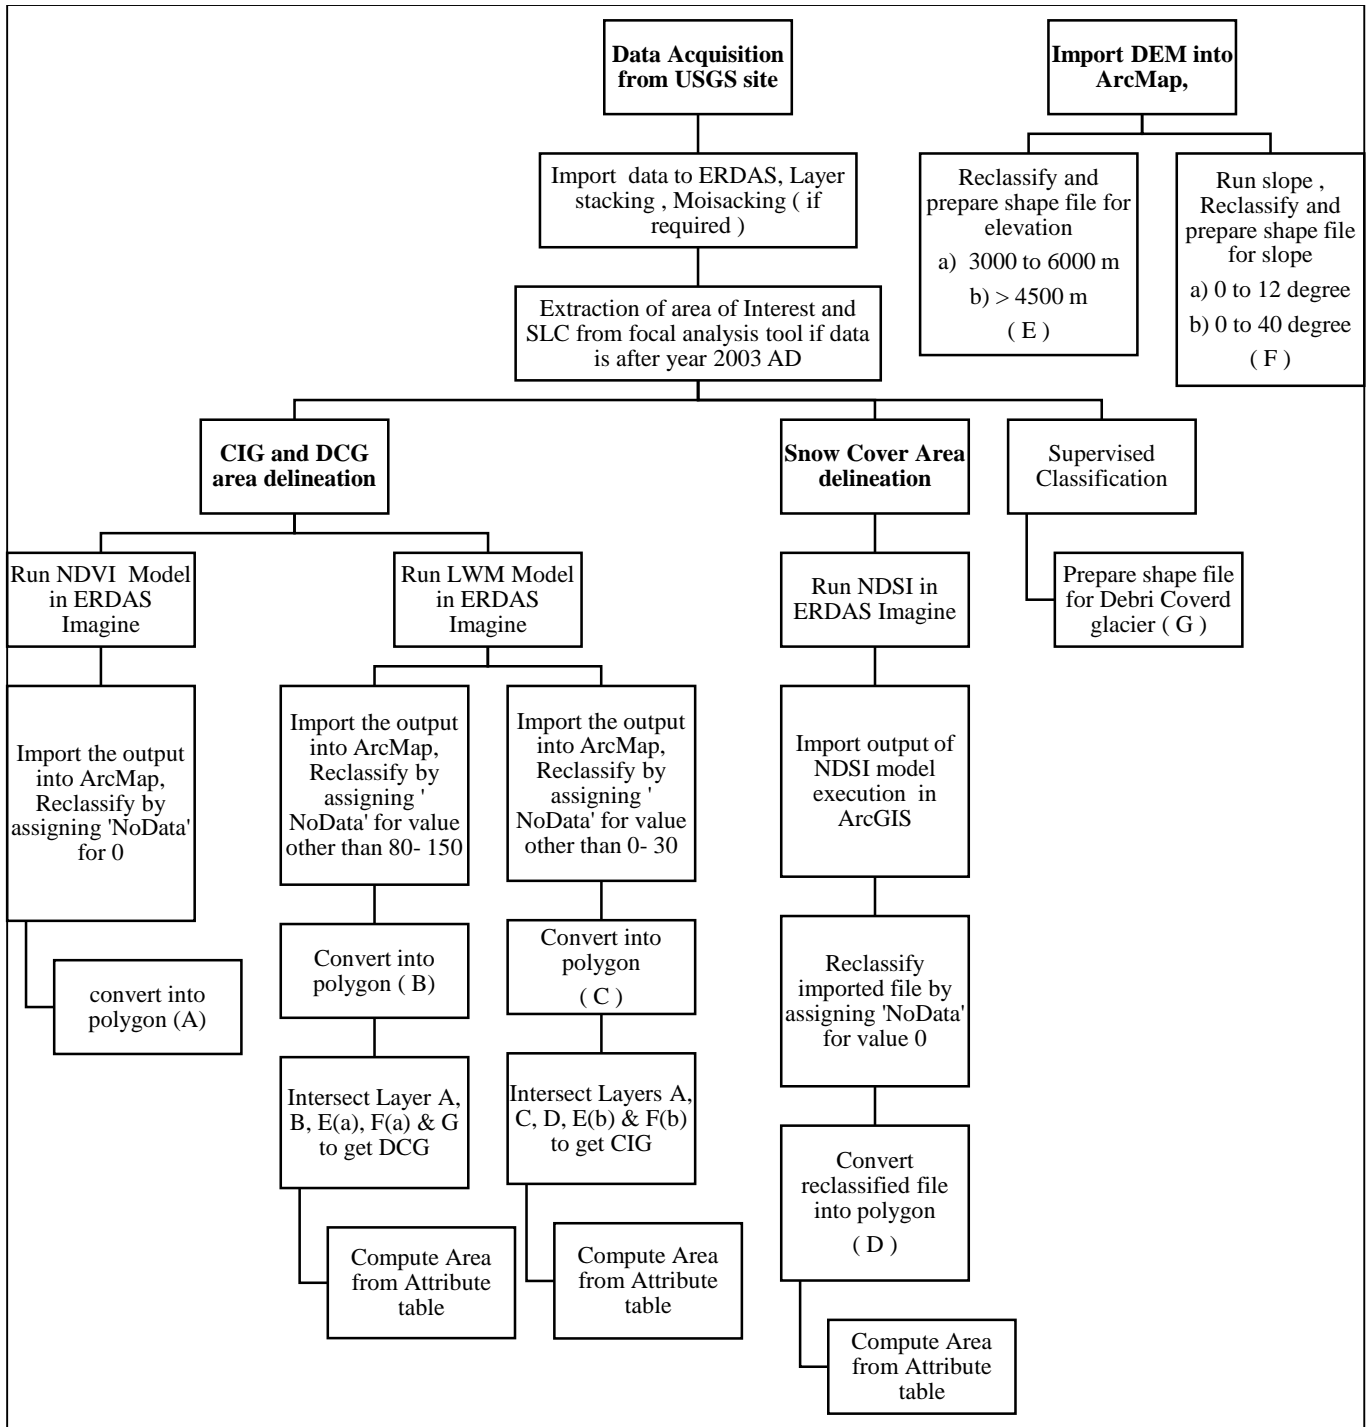 Data Acquisition
from USGS site
Import DEM into
ArcMap,
Import data to ERDAS, Layer
stacking , Moisacking ( if
required )
Reclassify and
prepare shape file for
elevation
a) 3000 to 6000 m
b) > 4500 m
( E )
Run slope ,
Reclassify and
prepare shape file
for slope
a) 0 to 12 degree
b) 0 to 40 degree
( F )
Extraction of area of Interest and
SLC from focal analysis tool if data
is after year 2003 AD
CIG and DCG
area delineation
Snow Cover Area
delineation
Supervised
Classification
Run NDVI Model
in ERDAS
Imagine
Run LWM Model
in ERDAS
Imagine
Run NDSI in
ERDAS Imagine
Prepare shape file
for Debri Coverd
glacier ( G )
Import the output
into ArcMap,
Reclassify by
assigning 'NoData'
for 0
Import the output
into ArcMap,
Reclassify by
assigning '
NoData' for value
other than 80- 150
Import the output
into ArcMap,
Reclassify by
assigning '
NoData' for value
other than 0- 30
Import output of
NDSI model
execution in
ArcGIS
convert into
polygon (A)
Convert into
polygon ( B)
Convert into
polygon
( C )
Reclassify
imported file by
assigning 'NoData'
for value 0
Intersect Layer A,
B, E(a), F(a) & G
to get DCG
Intersect Layers A,
C, D, E(b) & F(b)
to get CIG
Convert
reclassified file
into polygon
( D )
Compute Area
from Attribute
table
Compute Area
from Attribute
table
Compute Area
from Attribute
table